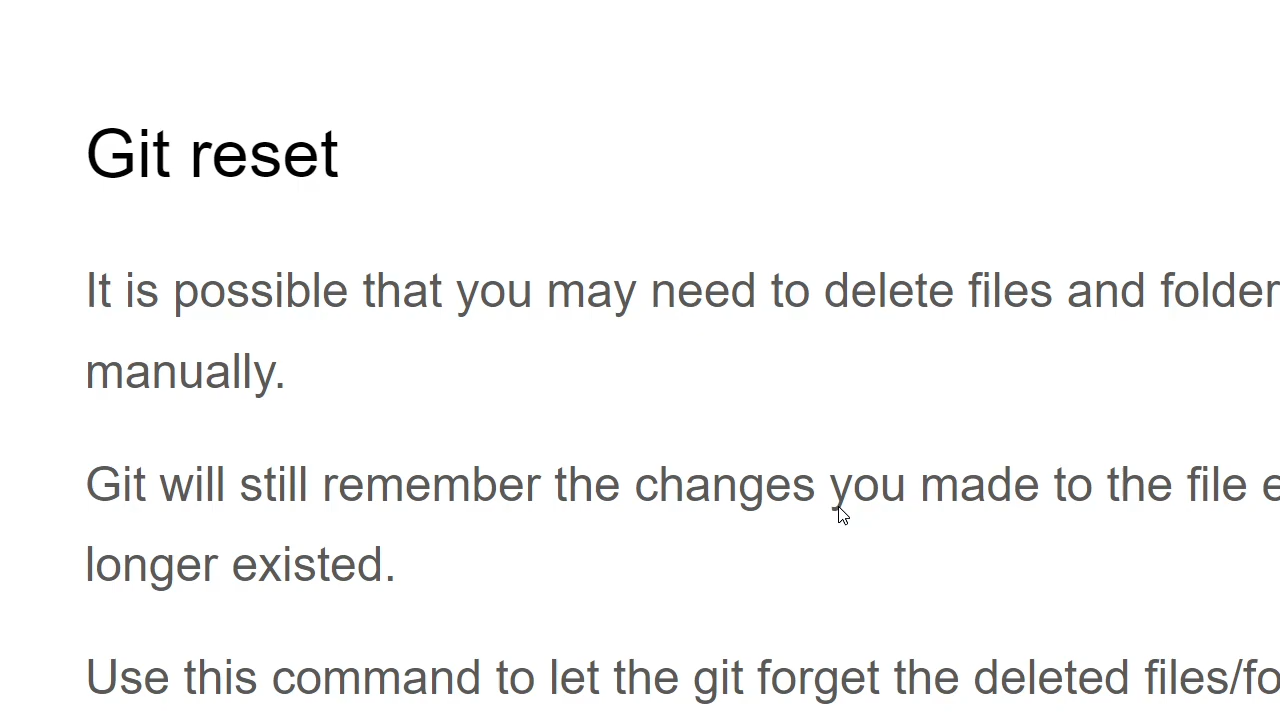 Git reset
It is possible that you may need to delete files and folder
manually.
Git will still remember the changes you made to the file e
longer existed.
Use this command to let the git forget the deleted files/fo